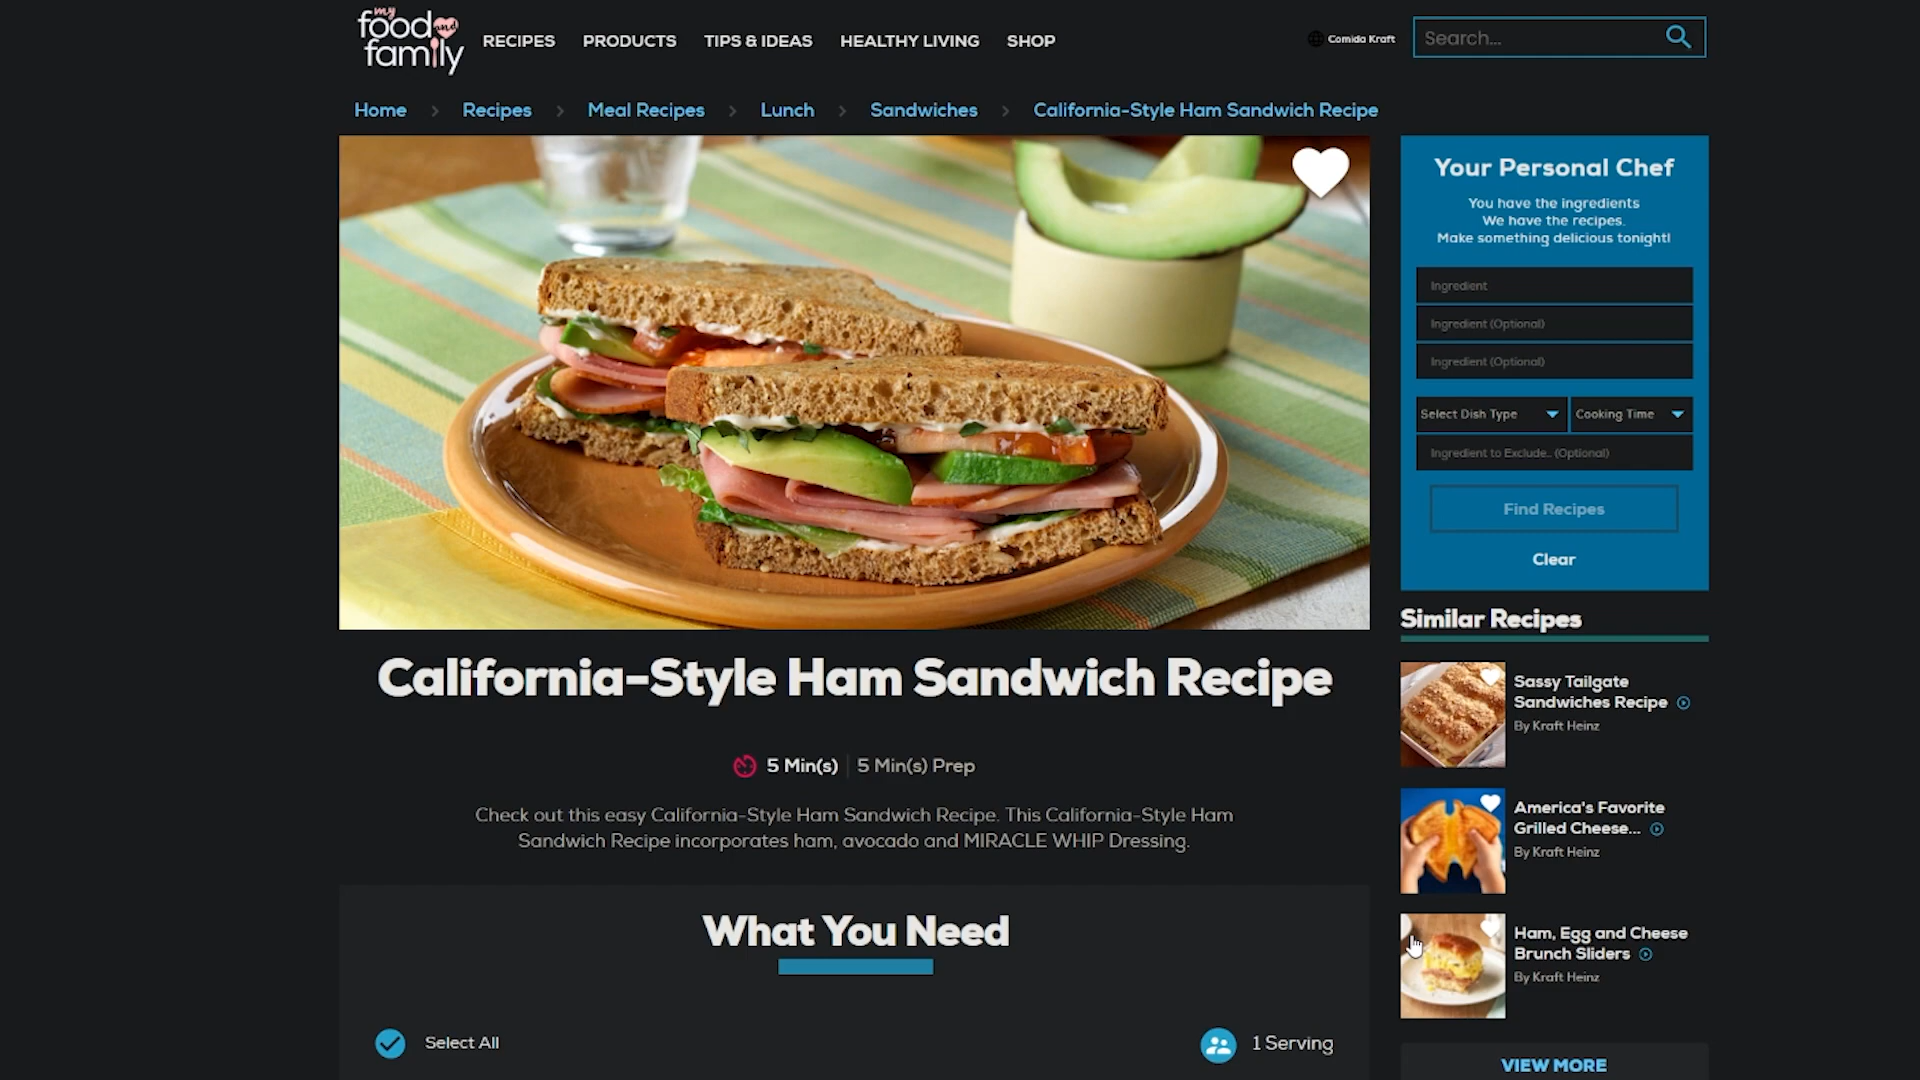 my
food and
family
RECIPES PRODUCTS TIPS & IDEAS HEALTHY LIVING SHOP
Comida Kraft
Search...
Home > Recipes > Meal Recipes > Lunch > Sandwiches > California-Style Ham Sandwich Recipe
Your Personal Chef
You have the ingredients
We have the recipes.
Make something delicious tonight!
Ingredient
Ingredient (Optional)
Ingredient (Optional)
Select Dish Type
Cooking Time
Ingredient to Exclude.. (Optional)
Find Recipes
Clear
California-Style Ham Sandwich Recipe
5 Min(s) | 5 Min(s) Prep
Check out this easy California-Style Ham Sandwich Recipe. This California-Style Ham
Sandwich Recipe incorporates ham, avocado and MIRACLE WHIP Dressing.
What You Need
Select All
1 Serving
Similar Recipes
Sassy Tailgate
Sandwiches Recipe
By Kraft Heinz
America's Favorite
Grilled Cheese...
By Kraft Heinz
Ham, Egg and Cheese
Brunch Sliders
By Kraft Heinz
VIEW MORE